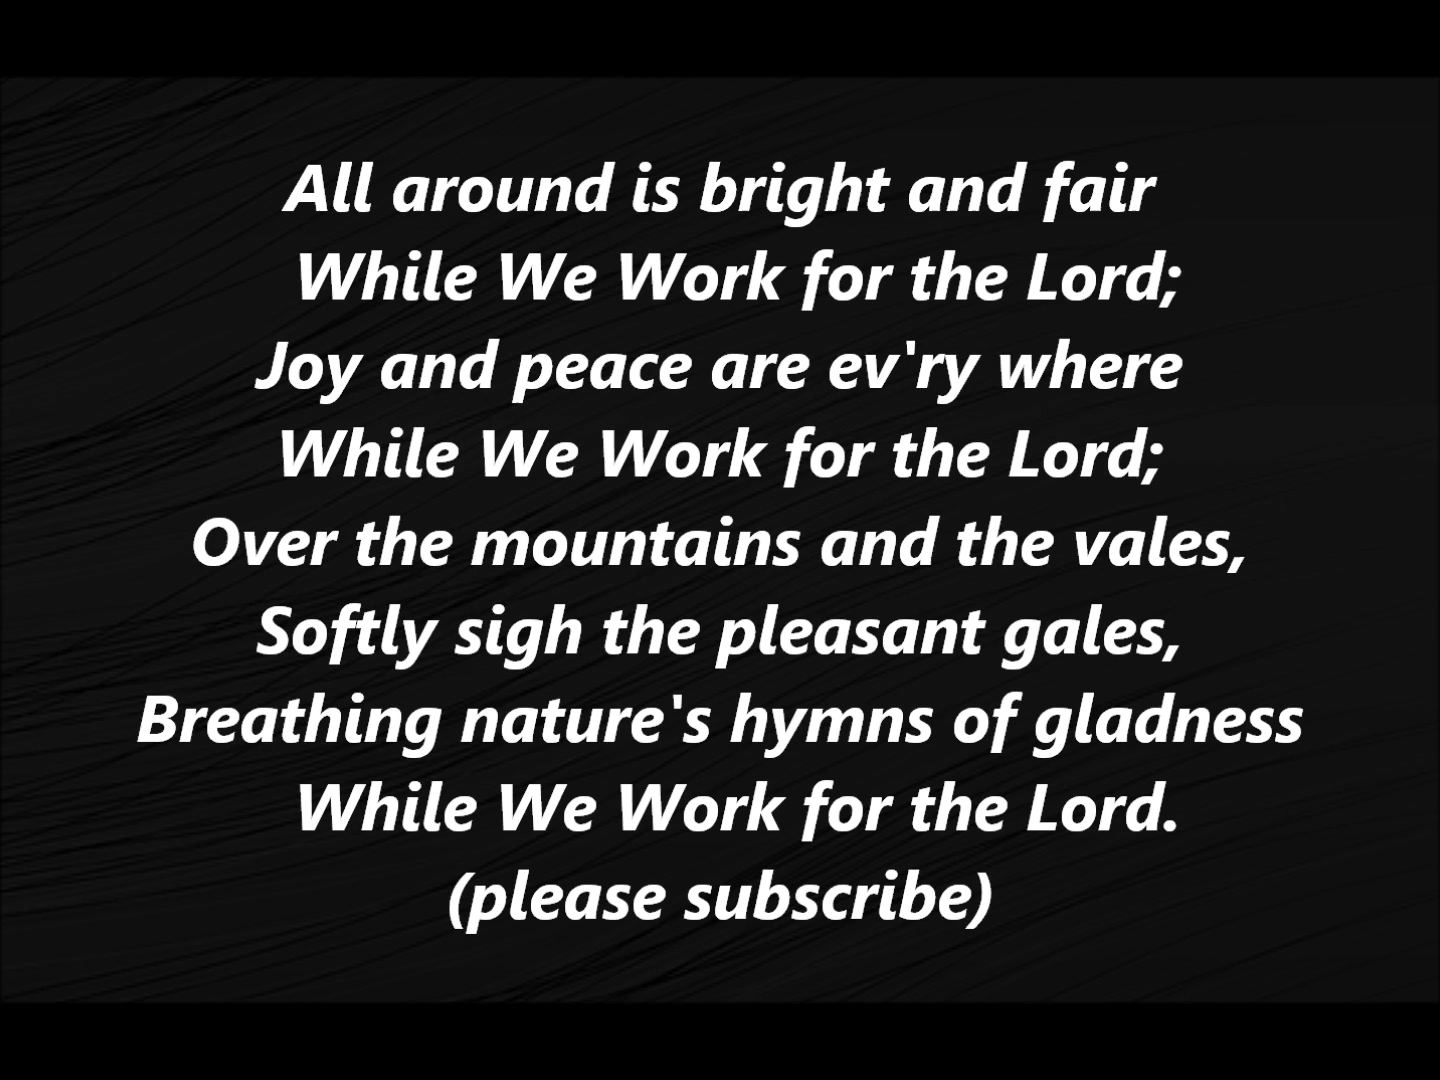 All around is bright and fair
While We Work for the Lord;
Joy and peace are ev'ry where
While We Work for the Lord;
Over the mountains and the vales,
Softly sigh the pleasant gales,
Breathing nature's hymns of gladness
While We Work for the Lord.
(please subscribe)